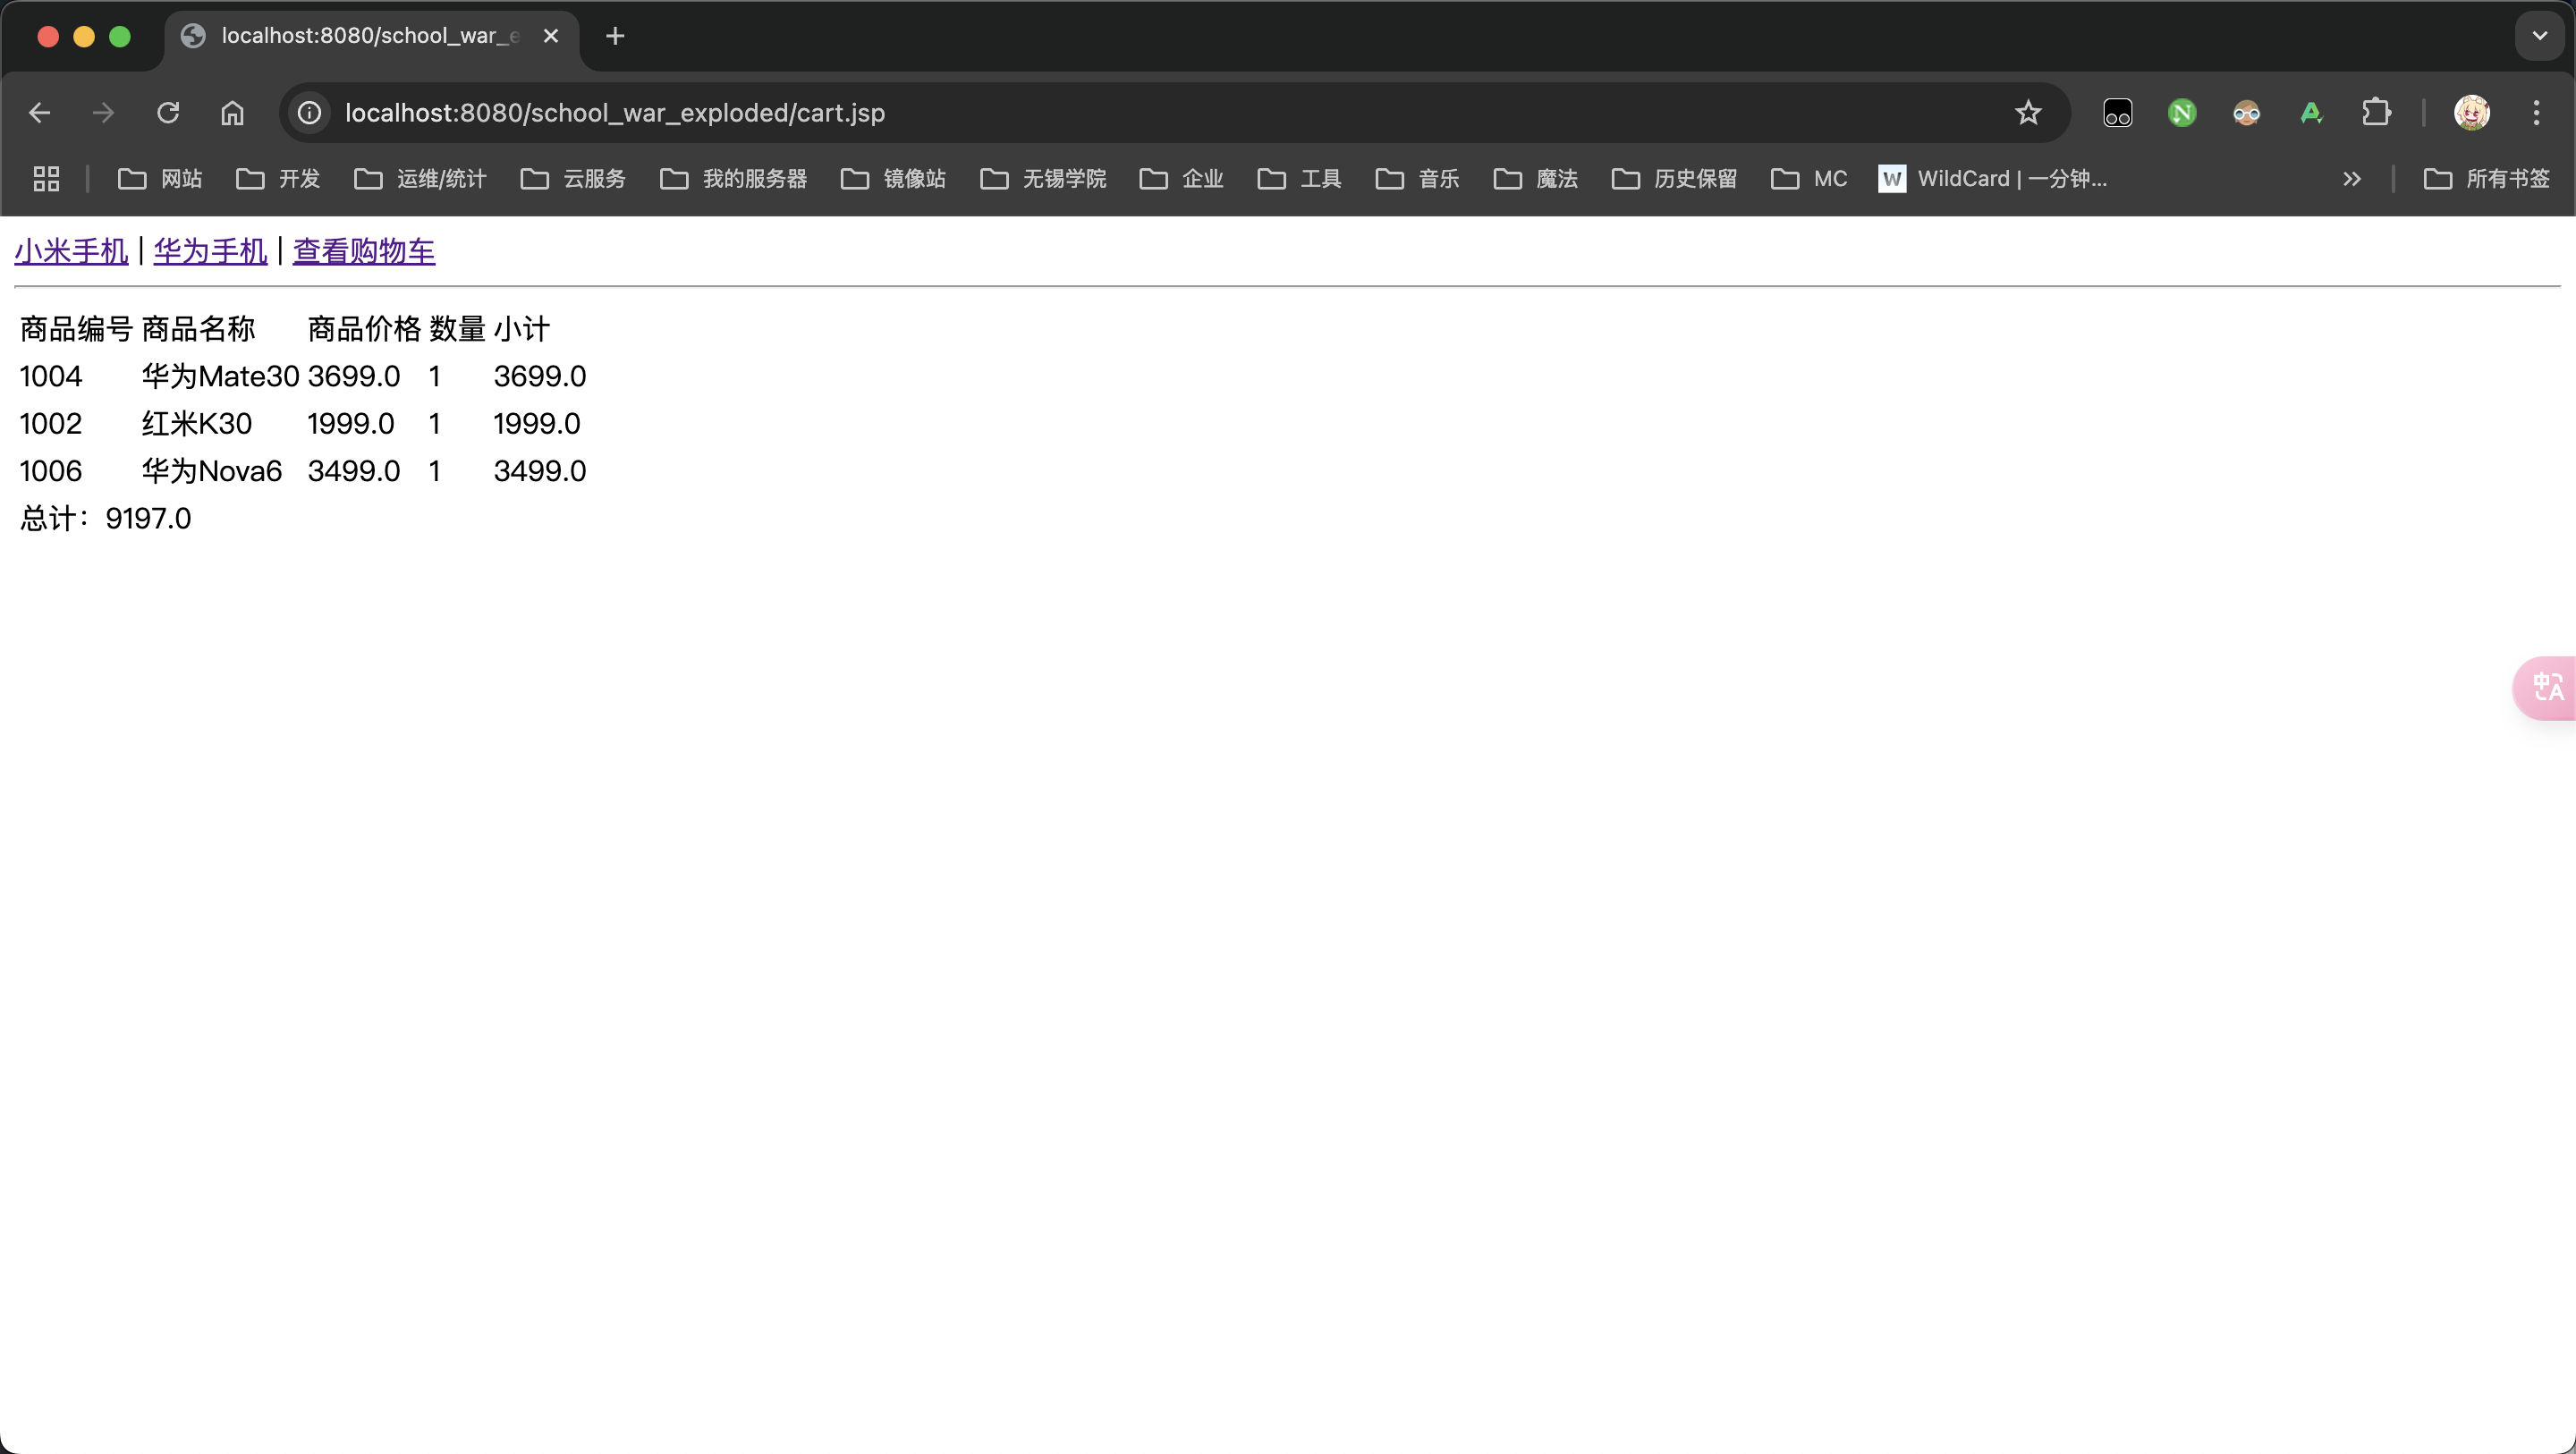 localhost:8080/school_war_e
localhost:8080/school_war_exploded/cart.jsp
网站 开发 运维/统计 云服务 我的服务器 镜像站 无锡学院 企业 工具 音乐 魔法 历史保留 MC W WildCard | 一分钟... 所有书签
小米手机 | 华为手机 | 查看购物车
商品编号 商品名称 商品价格 数量 小计
1004 华为Mate30 3699.0 1 3699.0
1002 红米K30 1999.0 1 1999.0
1006 华为Nova6 3499.0 1 3499.0
总计：9197.0